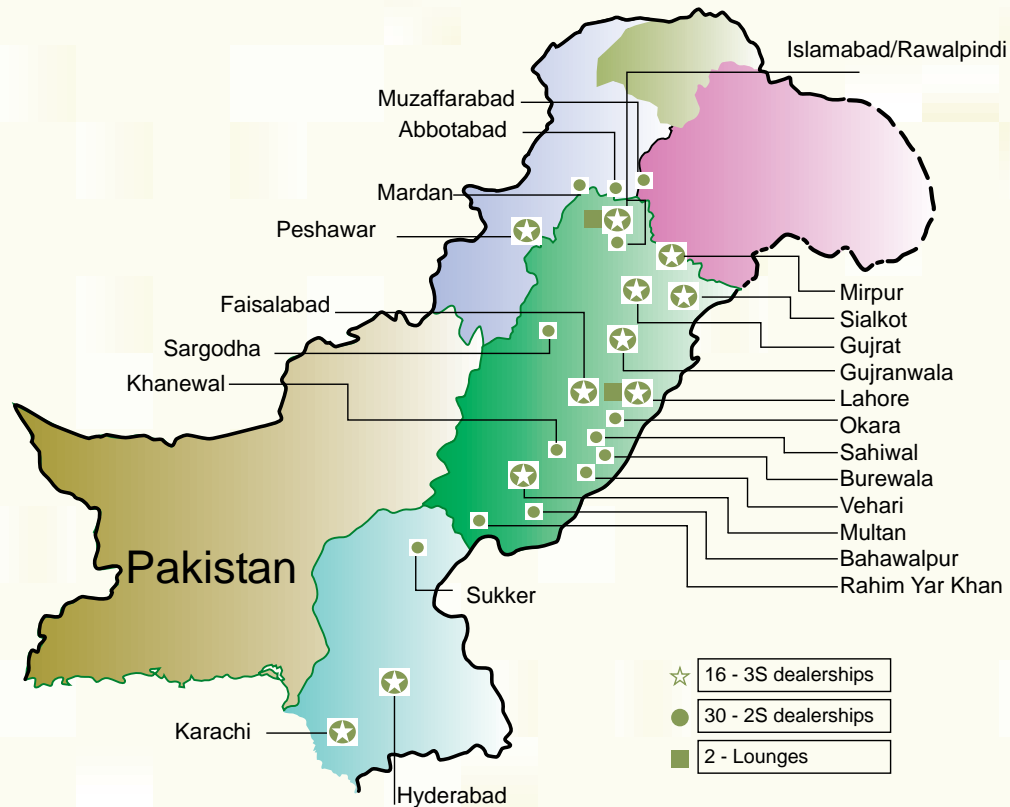 Islamabad/Rawalpindi
Muzaffarabad
Abbotabad
Mardan
Peshawar
Faisalabad
Sargodha
Khanewal
Mirpur
Sialkot
Gujrat
Gujranwala
Lahore
Okara
Sahiwal
Burewala
Vehari
Multan
Bahawalpur
Rahim Yar Khan
Pakistan
Sukker
Karachi
Hyderabad
16 - 3S dealerships
30 - 2S dealerships
2 - Lounges